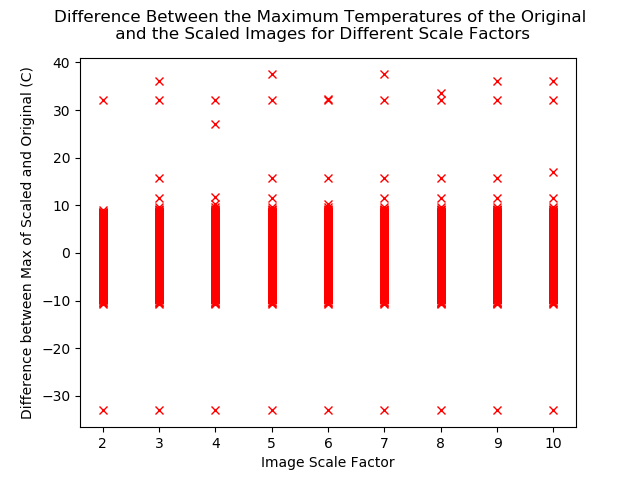 Difference Between the Maximum Temperatures of the Original
and the Scaled Images for Different Scale Factors
Difference between Max of Scaled and Original (C)
40
30
20
10
0
−10
−20
−30
2 3 4 5 6 7 8 9 10
Image Scale Factor